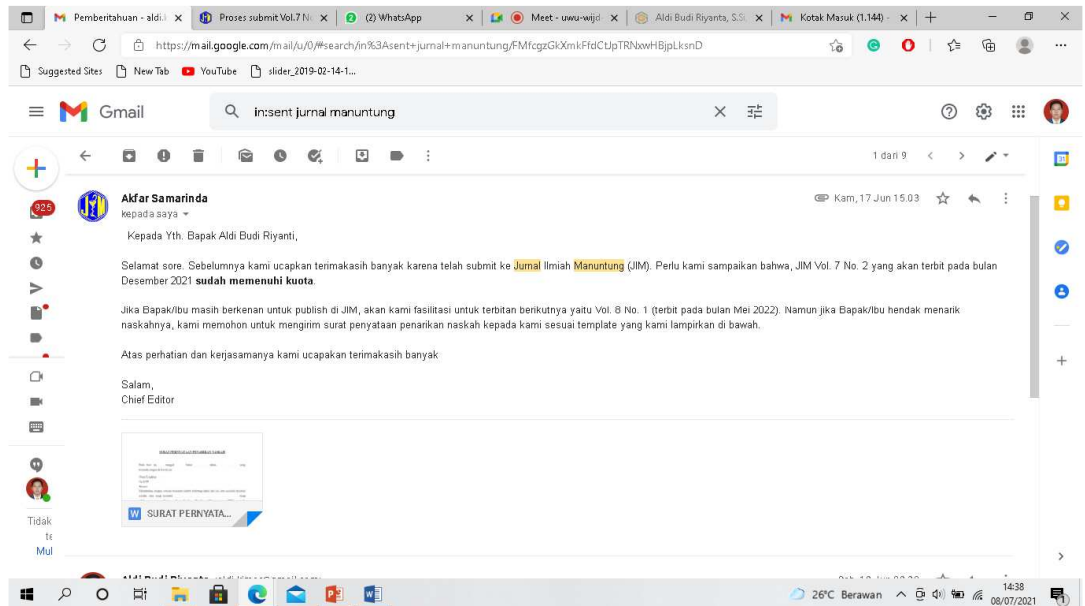 Pemberitahuan - aldi.
Proses submit Vol.7 N
(2) WhatsApp
Meet - uwu-wijd
Aldi Budi Riyanta, S.S
Kotak Masuk (1.144) -
https://mail.google.com/mail/u/0/#search/in%3Asent+jurnal+manuntung/FMfcgzGkXmkFfdCtJpTRNxwHBjpLksnD
Suggested Sites New Tab YouTube slider_2019-02-14-1...
Gmail
in:sent jurnal manuntung
1 dari 9
925
Akfar Samarinda
Kam, 17 Jun 15.03
kepada saya
Kepada Yth. Bapak Aldi Budi Riyanti,
Selamat sore. Sebelumnya kami ucapkan terimakasih banyak karena telah submit ke Jurnal Ilmiah Manuntung (JIM). Perlu kami sampaikan bahwa, JIM Vol. 7 No. 2 yang akan terbit pada bulan
Desember 2021 sudah memenuhi kuota.
Jika Bapak/Ibu masih berkenan untuk publish di JIM, akan kami fasilitasi untuk terbitan berikutnya yaitu Vol. 8 No. 1 (terbit pada bulan Mei 2022). Namun jika Bapak/Ibu hendak menarik
naskahnya, kami memohon untuk mengirim surat penyataan penarikan naskah kepada kami sesuai template yang kami lampirkan di bawah.
Atas perhatian dan kerjasamanya kami ucapakan terimakasih banyak
Salam,
Chief Editor
W SURAT PERNYATA...
Tidak
te
Mul
26°C Berawan
14:38
08/07/2021